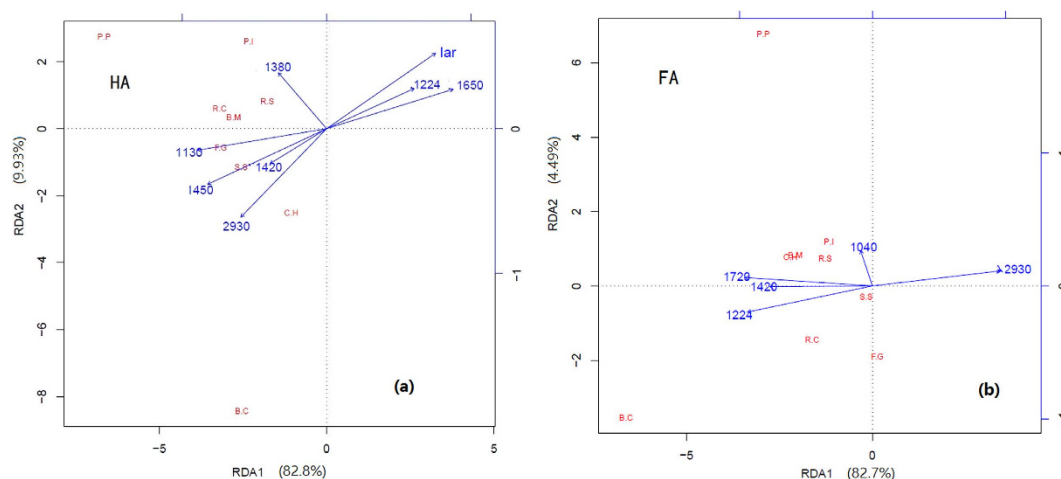 HA
P.P
P.I
1380
Iar
1224
1650
R.S
R.C
B.M
1130
F.G
S.S
1420
1450
2930
C.H
B.C
(a)
2
0
−2
−4
−6
−8
0
−1
−5
0
5
RDA2 (9.93%)
RDA1 (82.8%)
FA
P.P
P.I
1040
B.M
C.H
R.S
1720
1420
1224
2930
S.S
R.C
F.G
B.C
(b)
6
4
2
0
−2
−5
0
RDA2 (4.49%)
RDA1 (82.7%)